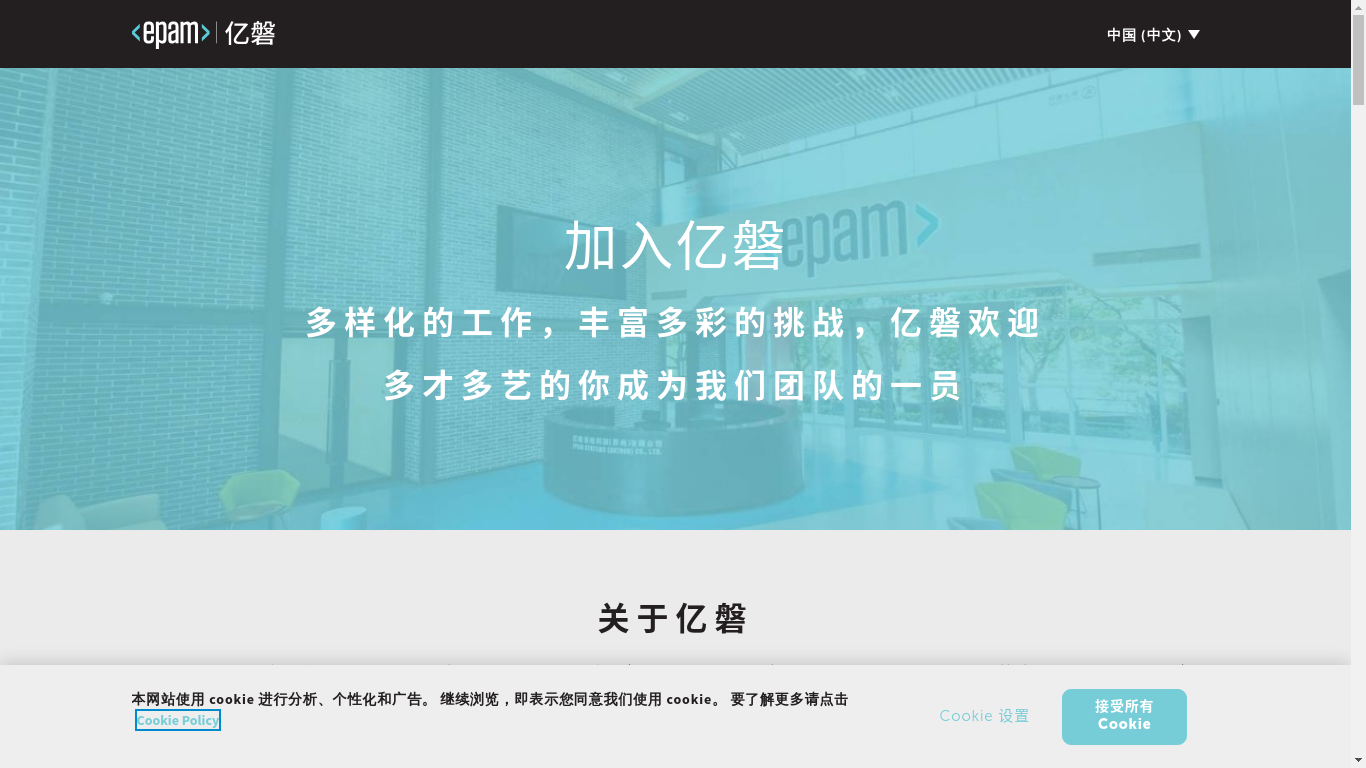 <epam> | 亿磐
中国 (中文)
epam>
加入亿磐
多样化的工作，丰富多彩的挑战，亿磐欢迎
多才多艺的你成为我们团队的一员
关于亿磐
本网站使用 cookie 进行分析、个性化和广告。 继续浏览，即表示您同意我们使用 cookie。 要了解更多请点击
Cookie Policy
Cookie 设置
接受所有
Cookie